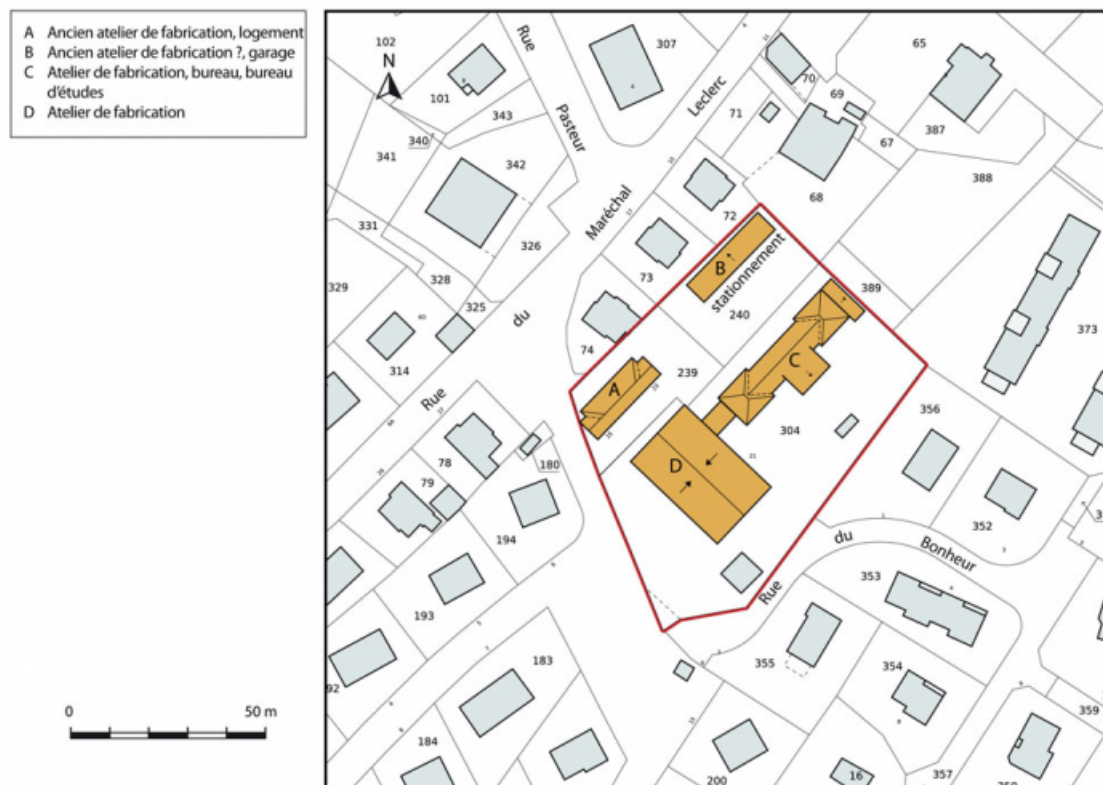 A Ancien atelier de fabrication, logement
B Ancien atelier de fabrication ?, garage
C Atelier de fabrication, bureau, bureau
d'études
D Atelier de fabrication
0 50 m
N
102
101
343
340
341
342
331
326
328
325
329
314
Rue
Pasteur
307
Rue
du
Maréchal
Leclerc
65
70
69
71
67
387
388
68
72
73
74
B
stationnement
240
389
A
239
C
304
D
373
356
352
78
79
180
194
193
92
183
184
Rue
du
Bonheur
353
355
354
359
357
200
16